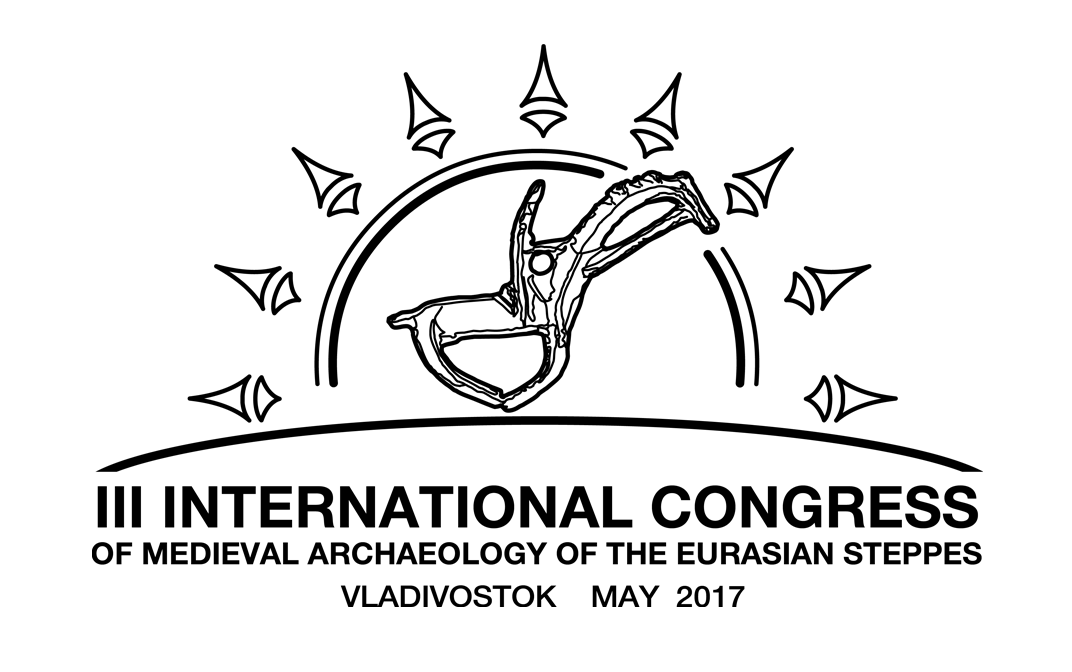 III INTERNATIONAL CONGRESS
OF MEDIEVAL ARCHAEOLOGY OF THE EURASIAN STEPPES
VLADIVOSTOK MAY 2017